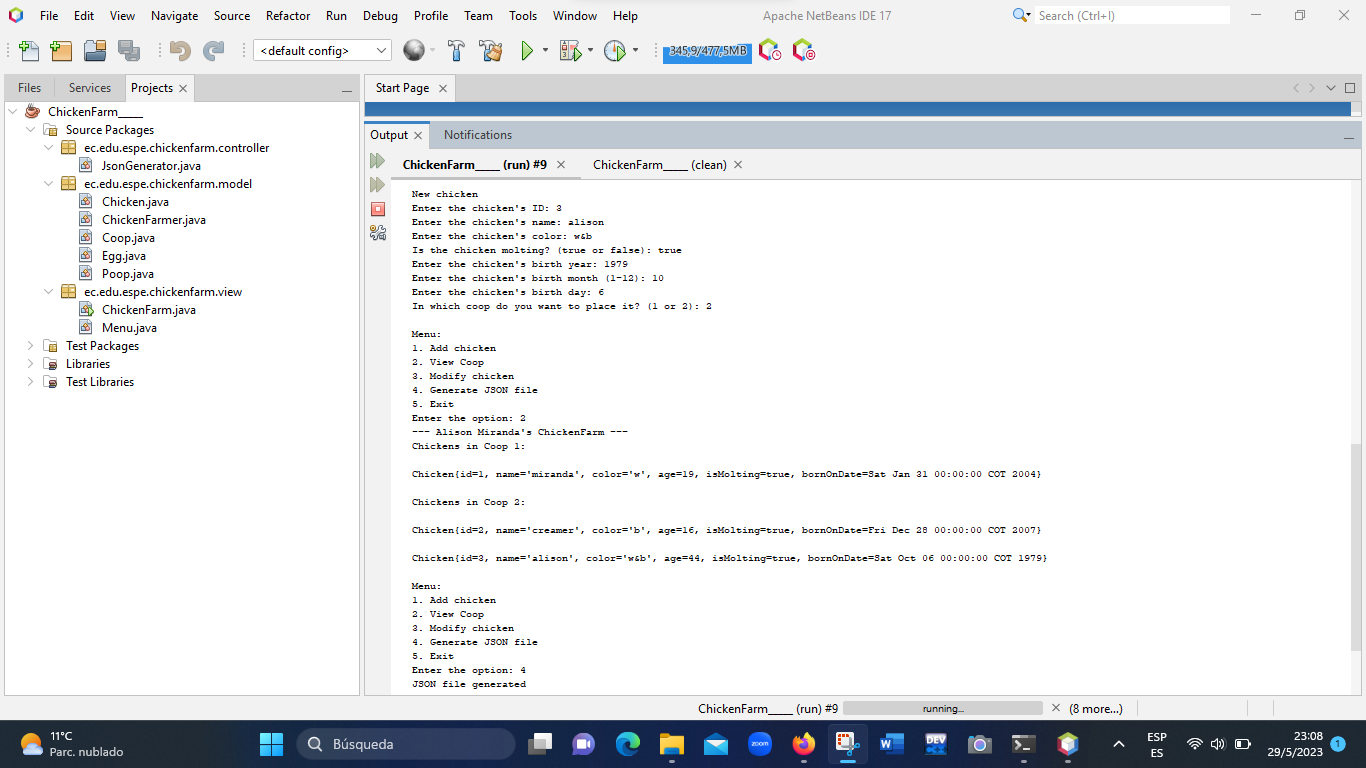 File Edit View Navigate Source Refactor Run Debug Profile Team Tools Window Help Apache NetBeans IDE 17 Search (Ctrl+I)
<default config> 345,9/477,5MB
Files Services Projects Start Page
ChickenFarm_____
Source Packages
ec.edu.espe.chickenfarm.controller
JsonGenerator.java
ec.edu.espe.chickenfarm.model
Chicken.java
ChickenFarmer.java
Coop.java
Egg.java
Poop.java
ec.edu.espe.chickenfarm.view
ChickenFarm.java
Menu.java
Test Packages
Libraries
Test Libraries
Output Notifications
ChickenFarm_____ (run) #9 ChickenFarm_____ (clean)
New chicken
Enter the chicken's ID: 3
Enter the chicken's name: alison
Enter the chicken's color: w&b
Is the chicken molting? (true or false): true
Enter the chicken's birth year: 1979
Enter the chicken's birth month (1-12): 10
Enter the chicken's birth day: 6
In which coop do you want to place it? (1 or 2): 2
Menu:
1. Add chicken
2. View Coop
3. Modify chicken
4. Generate JSON file
5. Exit
Enter the option: 2
--- Alison Miranda's ChickenFarm ---
Chickens in Coop 1:
Chicken{id=1, name='miranda', color='w', age=19, isMolting=true, bornOnDate=Sat Jan 31 00:00:00 COT 2004}
Chickens in Coop 2:
Chicken{id=2, name='creamer', color='b', age=16, isMolting=true, bornOnDate=Fri Dec 28 00:00:00 COT 2007}
Chicken{id=3, name='alison', color='w&b', age=44, isMolting=true, bornOnDate=Sat Oct 06 00:00:00 COT 1979}
Menu:
1. Add chicken
2. View Coop
3. Modify chicken
4. Generate JSON file
5. Exit
Enter the option: 4
JSON file generated
ChickenFarm_____ (run) #9 running... (8 more...)
11°C
Parc. nublado
Búsqueda
zoom
DEV
ESP
ES
23:08
29/5/2023
1